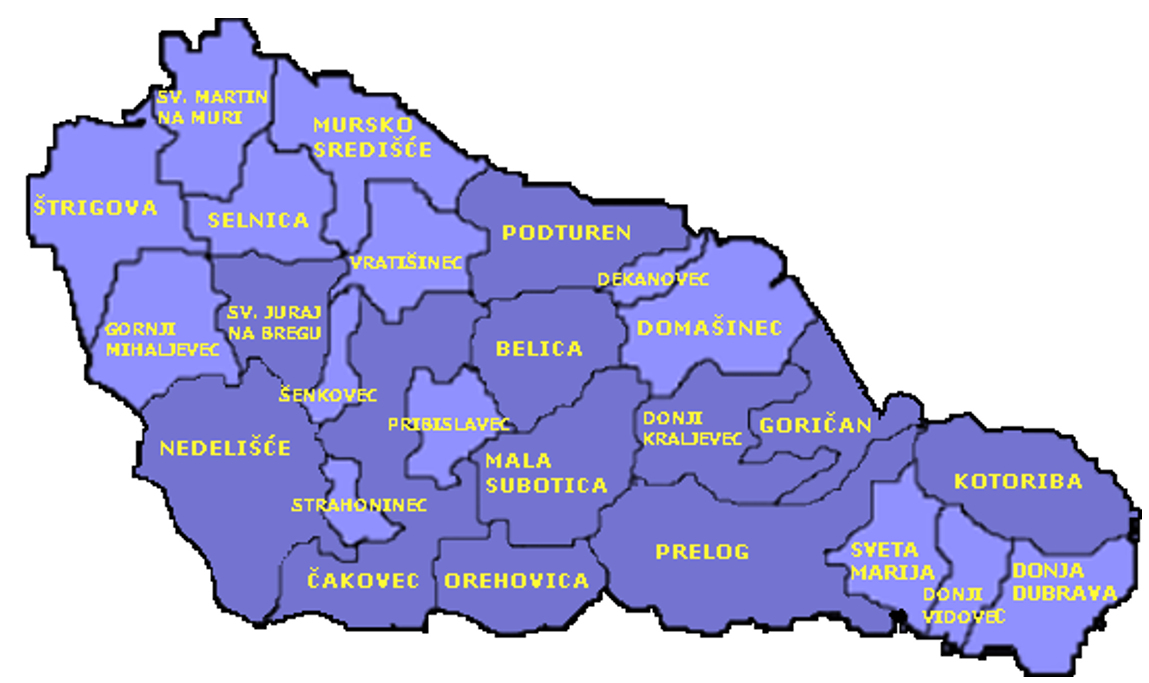 SV. MARTIN
NA MURI
MURSKO
SREDIŠĆE
ŠTRIGOVA
SELNICA
PODTUREN
VRATIŠINEC
DEKANOVEC
SV. JURAJ
NA BREGU
GORNJI
MIHALJEVEC
DOMAŠINEC
BELICA
ŠENKOVEC
PRIBISLAVEC
DONJI
KRALJEVEC
GORIČAN
NEDELIŠĆE
MALA
SUBOTICA
KOTORIBA
STRAHONINEC
PRELOG
SVETA
MARIJA
ČAKOVEC
OREHOVICA
DONJI
VIDOVEC
DONJA
DUBRAVA